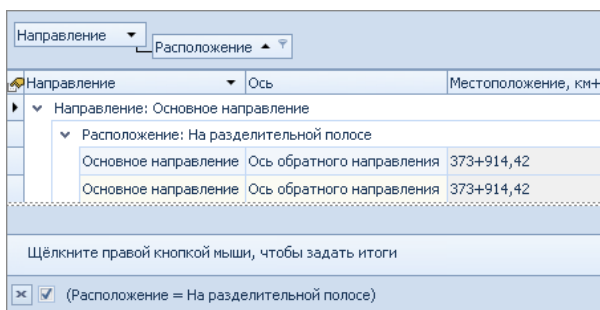 Направление
Расположение
Направление Ось Местоположение, км+
Направление: Основное направление
Расположение: На разделительной полосе
Основное направление Ось обратного направления 373+914,42
Основное направление Ось обратного направления 373+914,42
Щёлкните правой кнопкой мыши, чтобы задать итоги
(Расположение = На разделительной полосе)